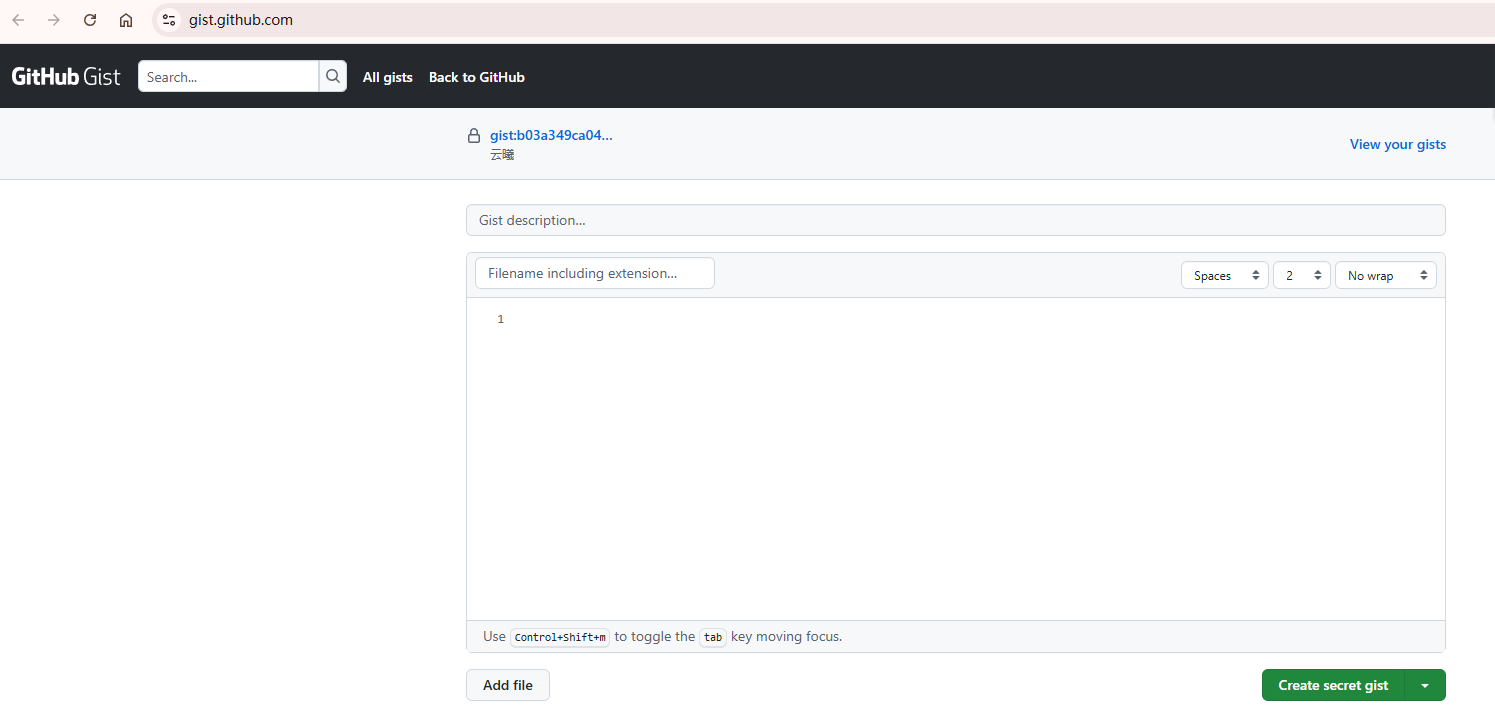 gist.github.com
GitHub Gist Search... All gists Back to GitHub
gist:b03a349ca04...
云曦
View your gists
Gist description...
Filename including extension... Spaces 2 No wrap
1
Use Control+Shift+m to toggle the tab key moving focus.
Add file Create secret gist